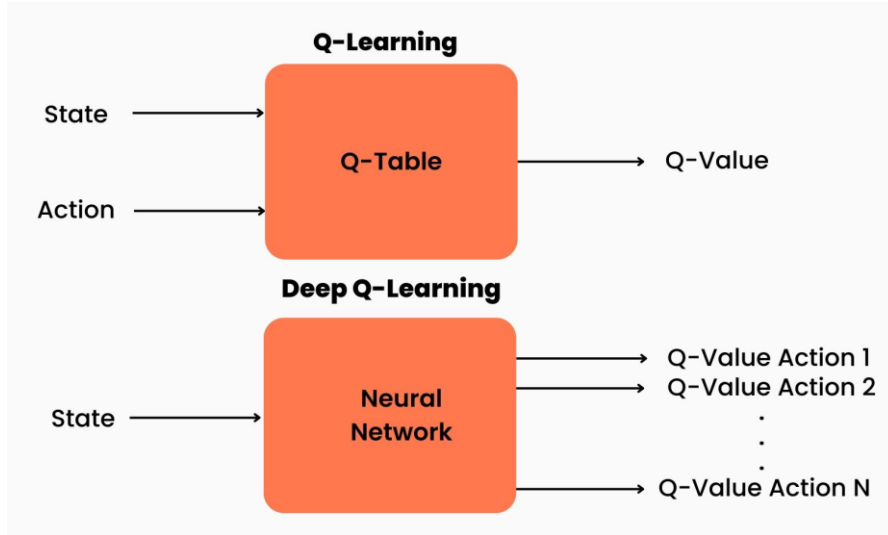 Q-Learning
State
Q-Table
Q-Value
Action
Deep Q-Learning
Q-Value Action 1
Neural
Network
Q-Value Action 2
State
.
.
.
Q-Value Action N